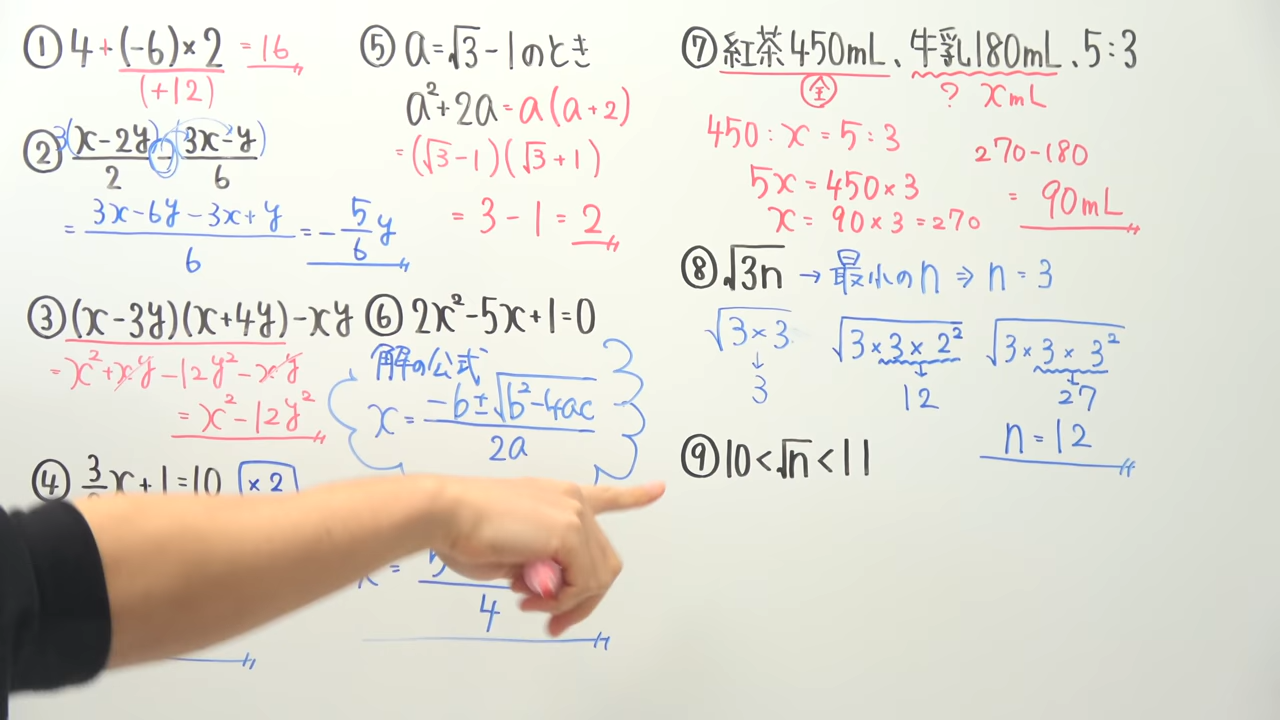 ① 4+(-6)×2 =16
(+12)
② 3(x-2y)/2 - (3x-y)/6
= (3x-6y-3x+y)/6 = -5/6 y
③ (x-3y)(x+4y)-xy
= x²+xy-12y²-xy
= x²-12y²
④ x+1=10 ×2
⑤ a=√3-1のとき
a²+2a=a(a+2)
=(√3-1)(√3+1)
=3-1=2
⑥ 2x²-5x+1=0
解の公式
x = (-b±√(b²-4ac))/2a
=
4
⑦ 紅茶450mL、牛乳180mL、5:3
全 ? xmL
450:x=5:3
5x=450×3
x=90×3=270
270-180
= 90mL
⑧ √3n → 最小のn ⇒ n=3
√3×3 √3×3×2² √3×3×3²
↓ ↓ ↓
3 12 27
n=12
⑨ 10<√n<11